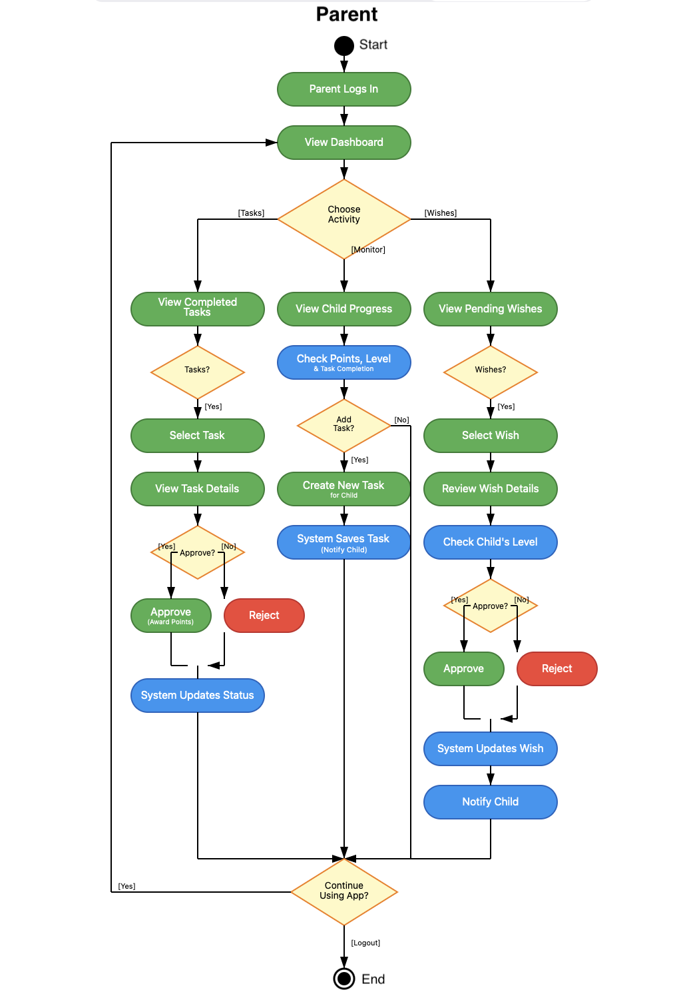 Parent
Start
Parent Logs In
View Dashboard
Choose
Activity
[Tasks]
[Wishes]
[Monitor]
View Completed
Tasks
View Child Progress
View Pending Wishes
Check Points, Level
& Task Completion
Tasks?
Wishes?
[Yes]
[Yes]
Add
Task?
[No]
Select Task
Select Wish
[Yes]
View Task Details
Create New Task
for Child
Review Wish Details
System Saves Task
(Notify Child)
Check Child's Level
[Yes]
Approve?
[No]
Approve
(Award Points)
Reject
[Yes]
Approve?
[No]
Approve
Reject
System Updates Status
System Updates Wish
Notify Child
Continue
Using App?
[Yes]
[Logout]
End